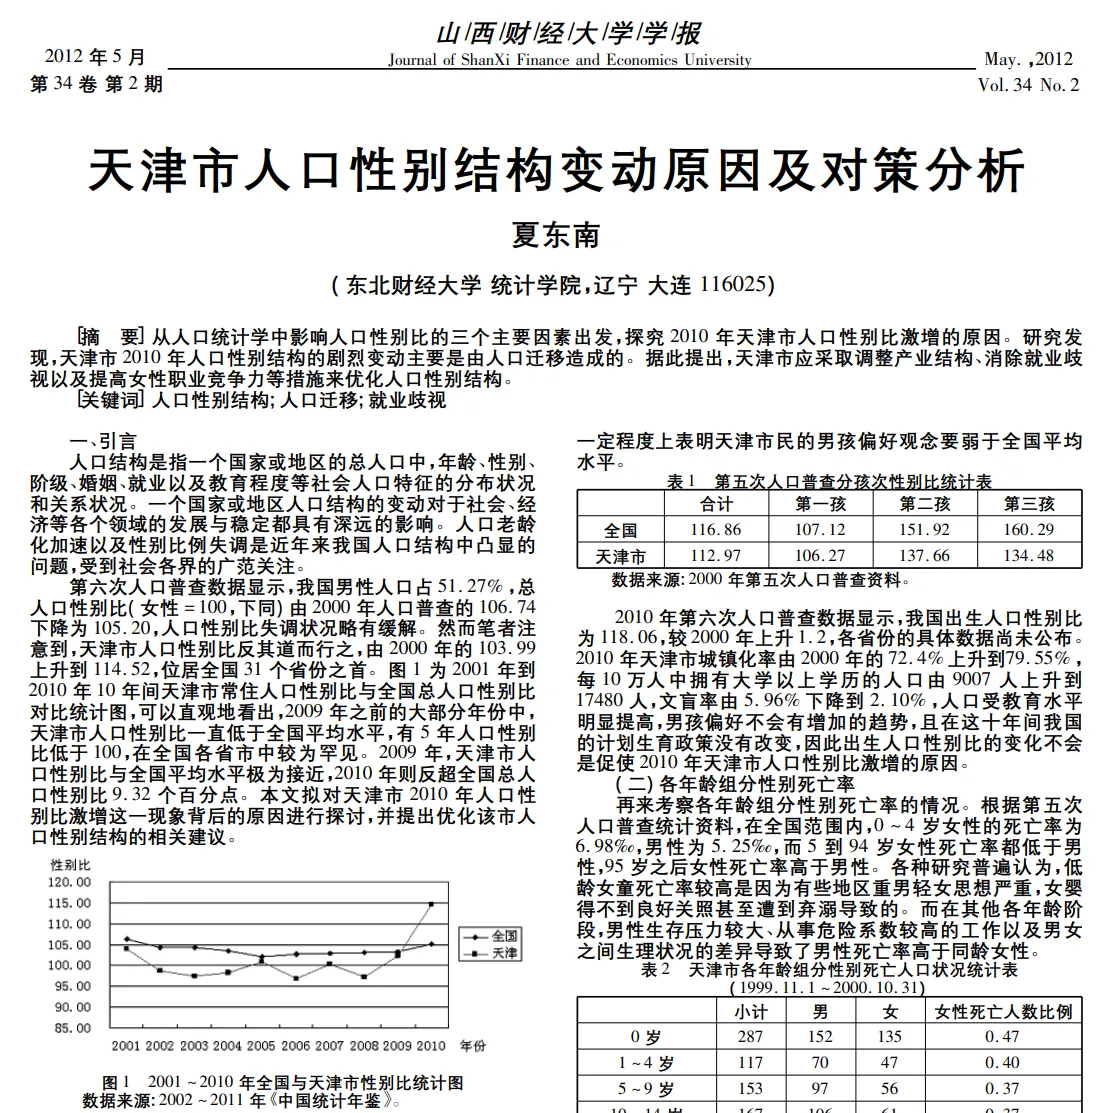 山/西/财/经/大/学/学/报
2012 年 5 月
Journal of ShanXi Finance and Economics University
May.,2012
第 34 卷 第 2 期
Vol.34 No.2
天津市人口性别结构变动原因及对策分析
夏东南
(东北财经大学 统计学院,辽宁 大连 116025)
[摘 要]从人口统计学中影响人口性别比的三个主要因素出发,探究 2010 年天津市人口性别比激增的原因。研究发
现,天津市 2010 年人口性别结构的剧烈变动主要是由人口迁移造成的。据此提出,天津市应采取调整产业结构、消除就业歧
视以及提高女性职业竞争力等措施来优化人口性别结构。
[关键词]人口性别结构;人口迁移;就业歧视
一、引言
人口结构是指一个国家或地区的总人口中,年龄、性别、
阶级、婚姻、就业以及教育程度等社会人口特征的分布状况
和关系状况。一个国家或地区人口结构的变动对于社会、经
济等各个领域的发展与稳定都具有深远的影响。人口老龄
化加速以及性别比例失调是近年来我国人口结构中凸显的
问题,受到社会各界的广范关注。
第六次人口普查数据显示,我国男性人口占 51.27%,总
人口性别比(女性=100,下同)由 2000 年人口普查的 106.74
下降为 105.20,人口性别比失调状况略有缓解。然而笔者注
意到,天津市人口性别比反其道而行之,由 2000 年的 103.99
上升到 114.52,位居全国 31 个省份之首。图 1 为 2001 年到
2010 年 10 年间天津市常住人口性别比与全国总人口性别比
对比统计图,可以直观地看出,2009 年之前的大部分年份中,
天津市人口性别比一直低于全国平均水平,有 5 年人口性别
比低于 100,在全国各省市中较为罕见。2009 年,天津市人
口性别比与全国平均水平极为接近,2010 年则反超全国总人
口性别比 9.32 个百分点。本文拟对天津市 2010 年人口性
别比激增这一现象背后的原因进行探讨,并提出优化该市人
口性别结构的相关建议。
性别比
120.00
115.00
110.00
105.00
100.00
95.00
90.00
85.00
全国
天津
2001 2002 2003 2004 2005 2006 2007 2008 2009 2010 年份
图 1 2001~2010 年全国与天津市性别比统计图
数据来源:2002~2011 年《中国统计年鉴》。
一定程度上表明天津市民的男孩偏好观念要弱于全国平均
水平。
表 1 第五次人口普查分孩次性别比统计表
合计 第一孩 第二孩 第三孩
全国 116.86 107.12 151.92 160.29
天津市 112.97 106.27 137.66 134.48
数据来源:2000 年第五次人口普查资料。
2010 年第六次人口普查数据显示,我国出生人口性别比
为 118.06,较 2000 年上升 1.2,各省份的具体数据尚未公布。
2010 年天津市城镇化率由 2000 年的 72.4%上升到79.55%,
每 10 万人中拥有大学以上学历的人口由 9007 人上升到
17480 人,文盲率由 5.96%下降到 2.10%,人口受教育水平
明显提高,男孩偏好不会有增加的趋势,且在这十年间我国
的计划生育政策没有改变,因此出生人口性别比的变化不会
是促使 2010 年天津市人口性别比激增的原因。
(二)各年龄组分性别死亡率
再来考察各年龄组分性别死亡率的情况。根据第五次
人口普查统计资料,在全国范围内,0~4 岁女性的死亡率为
6.98‰,男性为 5.25‰,而 5 到 94 岁女性死亡率都低于男
性,95 岁之后女性死亡率高于男性。各种研究普遍认为,低
龄女童死亡率较高是因为有些地区重男轻女思想严重,女婴
得不到良好关照甚至遭到弃溺导致的。而在其他各年龄阶
段,男性生存压力较大、从事危险系数较高的工作以及男女
之间生理状况的差异导致了男性死亡率高于同龄女性。
表 2 天津市各年龄组分性别死亡人口状况统计表
(1999.11.1~2000.10.31)
小计 男 女 女性死亡人数比例
0 岁 287 152 135 0.47
1~4 岁 117 70 47 0.40
5~9 岁 153 97 56 0.37
10~14 岁 167 106 61 0.37